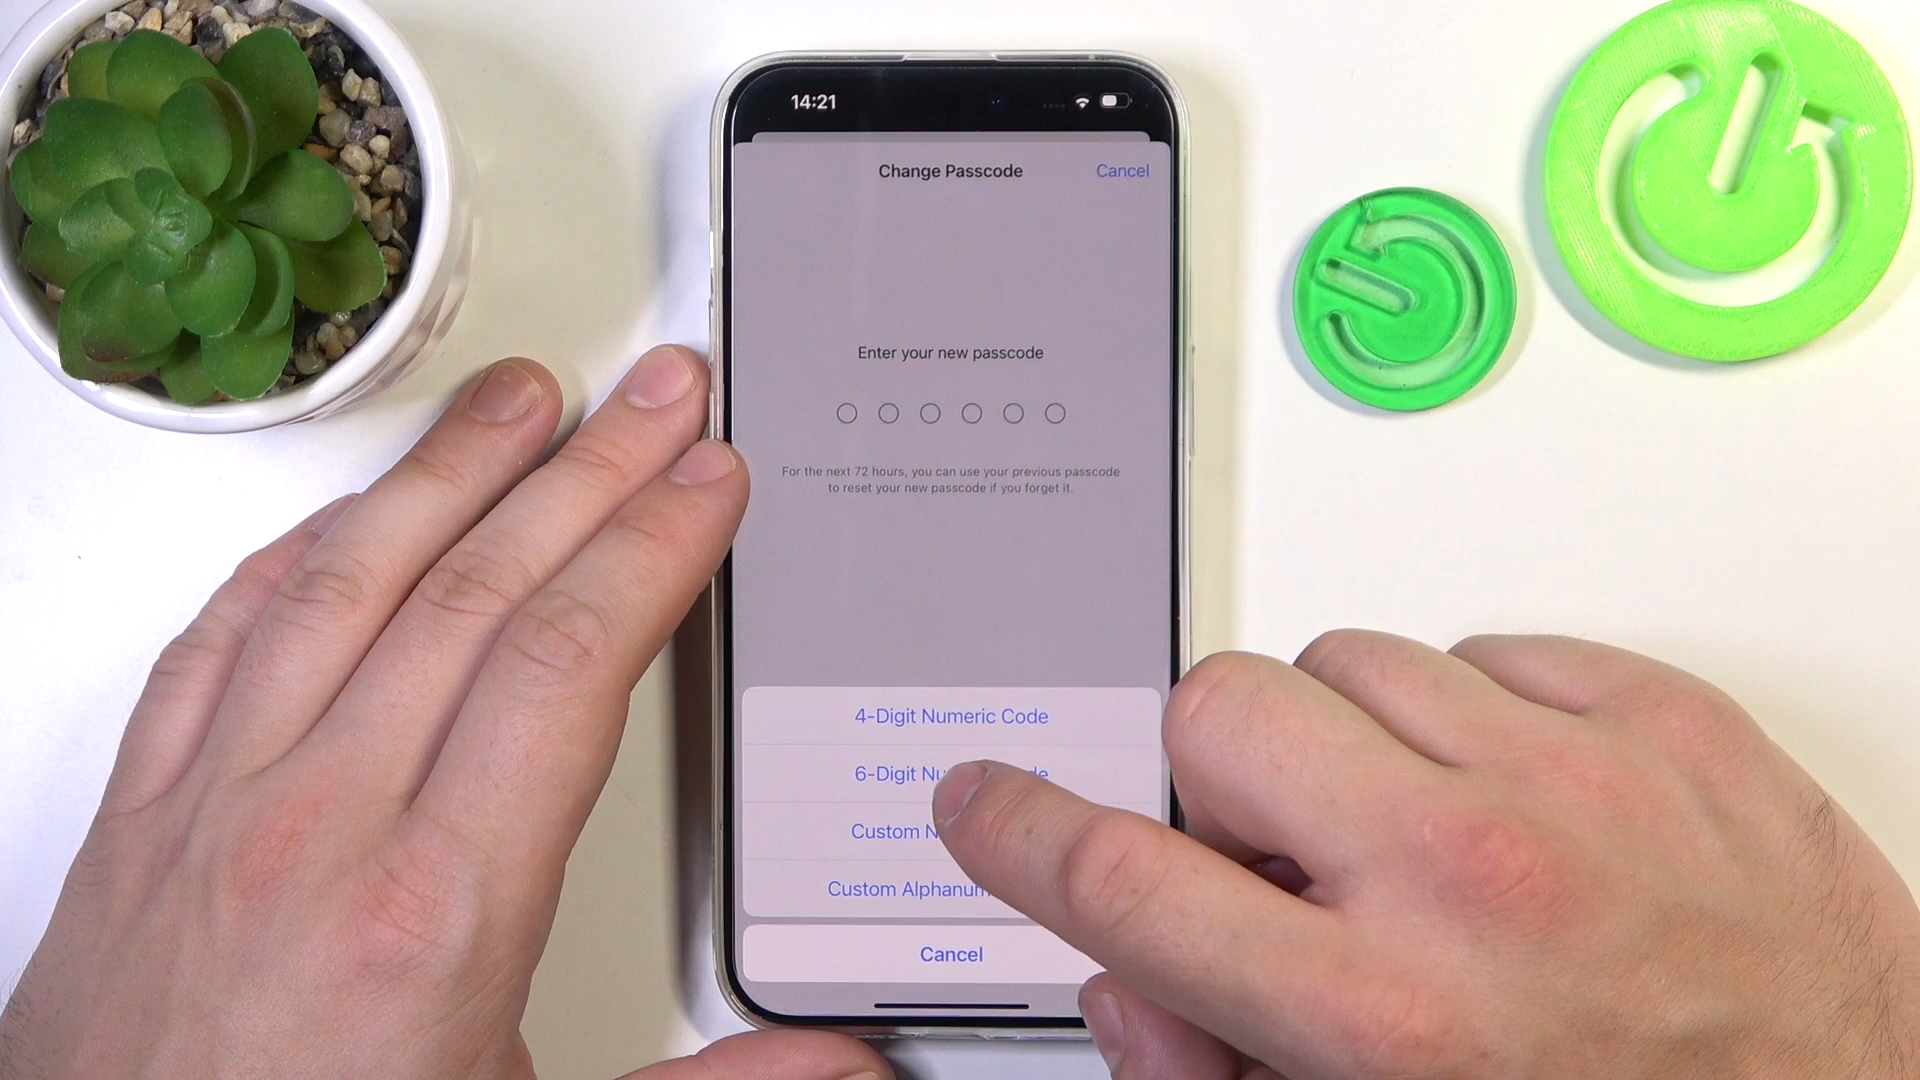 14:21
Change Passcode
Cancel
Enter your new passcode
For the next 72 hours, you can use your previous passcode
to reset your new passcode if you forget it.
4-Digit Numeric Code
6-Digit
Custom
Custom
Cancel